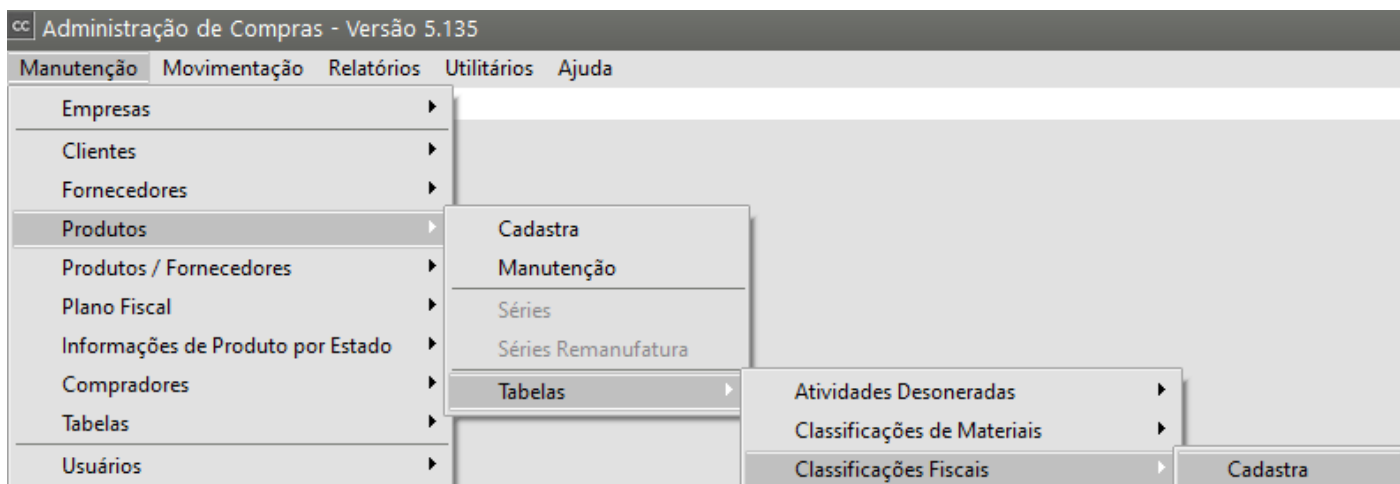 cc Administração de Compras - Versão 5.135
Manutenção Movimentação Relatórios Utilitários Ajuda
Empresas
Clientes
Fornecedores
Produtos
Produtos / Fornecedores
Plano Fiscal
Informações de Produto por Estado
Compradores
Tabelas
Usuários
Cadastra
Manutenção
Séries
Séries Remanufatura
Tabelas
Atividades Desoneradas
Classificações de Materiais
Classificações Fiscais
Cadastra